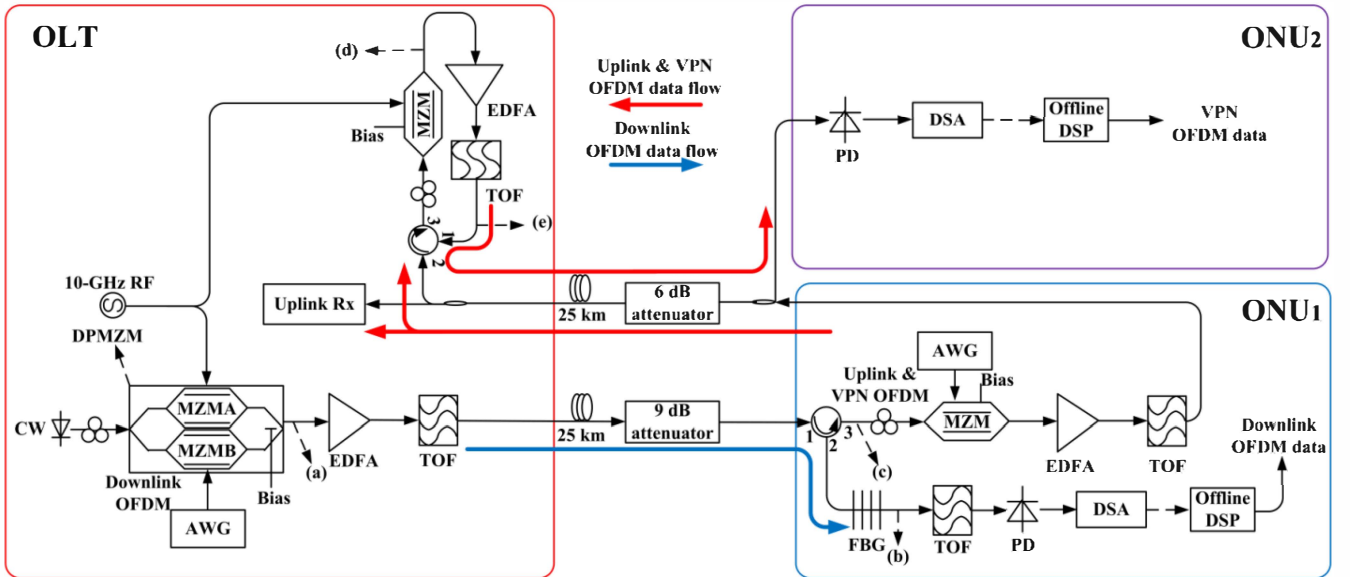 OLT
(d)
EDFA
MZM
Bias
TOF
(e)
3
1
2
10-GHz RF
Uplink Rx
DPMZM
CW
MZMA
MZMB
Downlink
OFDM
AWG
Bias
(a)
EDFA
TOF
Uplink & VPN
OFDM data flow
Downlink
OFDM data flow
25 km
6 dB
attenuator
25 km
9 dB
attenuator
ONU2
PD
DSA
Offline
DSP
VPN
OFDM data
ONU1
AWG
Uplink &
VPN OFDM
Bias
MZM
1
2
3
(c)
EDFA
TOF
Downlink
OFDM data
FBG
(b)
TOF
PD
DSA
Offline
DSP